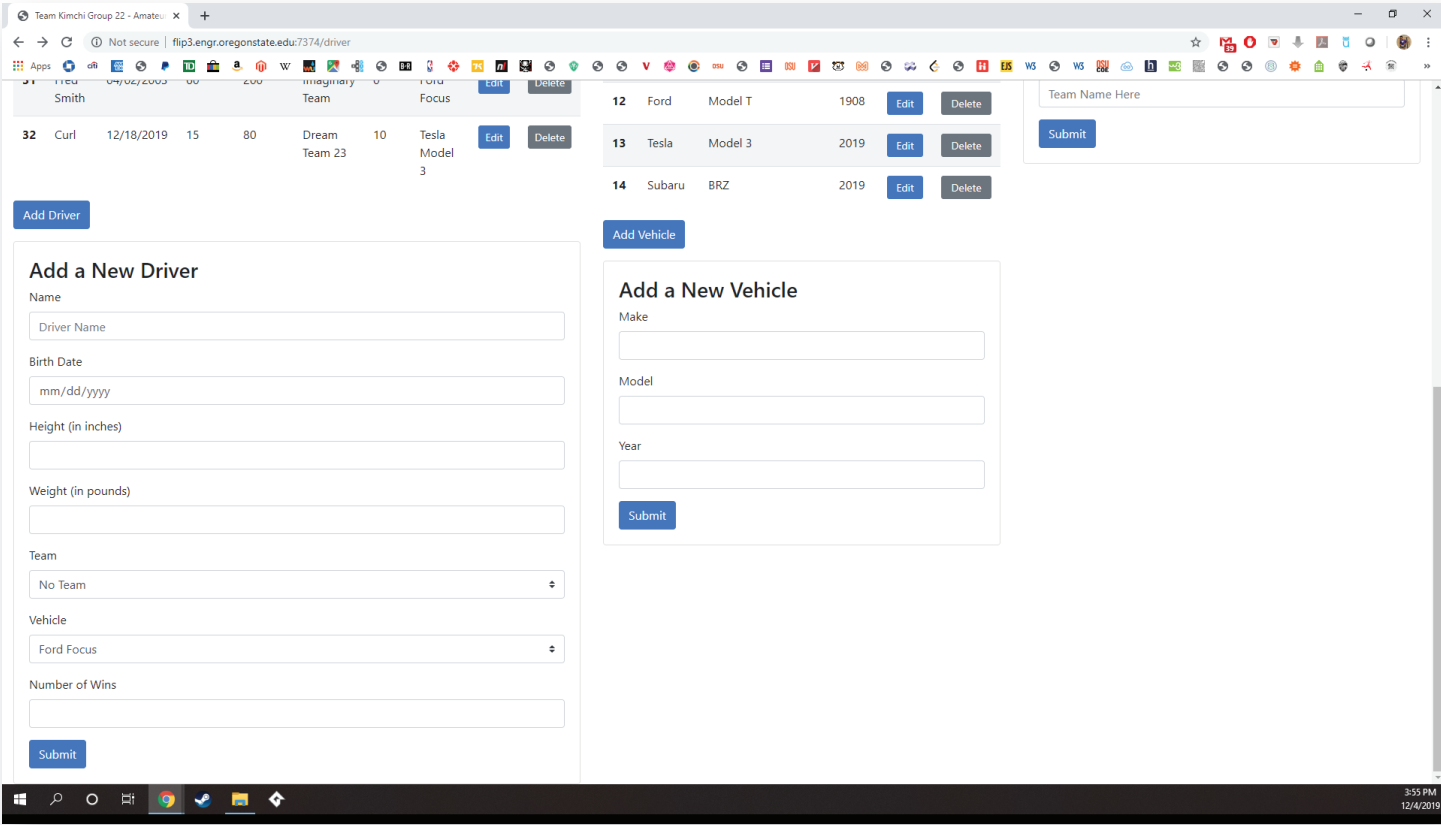 Team Kimchi Group 22 - Amateu
Not secure | flip3.engr.oregonstate.edu:7374/driver
Apps
Smith Team Focus Edit Delete
32 Curl 12/18/2019 15 80 Dream 10 Tesla Edit Delete
Team 23 Model
3
Add Driver
Add a New Driver
Name
Driver Name
Birth Date
mm/dd/yyyy
Height (in inches)
Weight (in pounds)
Team
No Team
Vehicle
Ford Focus
Number of Wins
Submit
12 Ford Model T 1908 Edit Delete
13 Tesla Model 3 2019 Edit Delete
14 Subaru BRZ 2019 Edit Delete
Add Vehicle
Add a New Vehicle
Make
Model
Year
Submit
Team Name Here
Submit
3:55 PM
12/4/2019